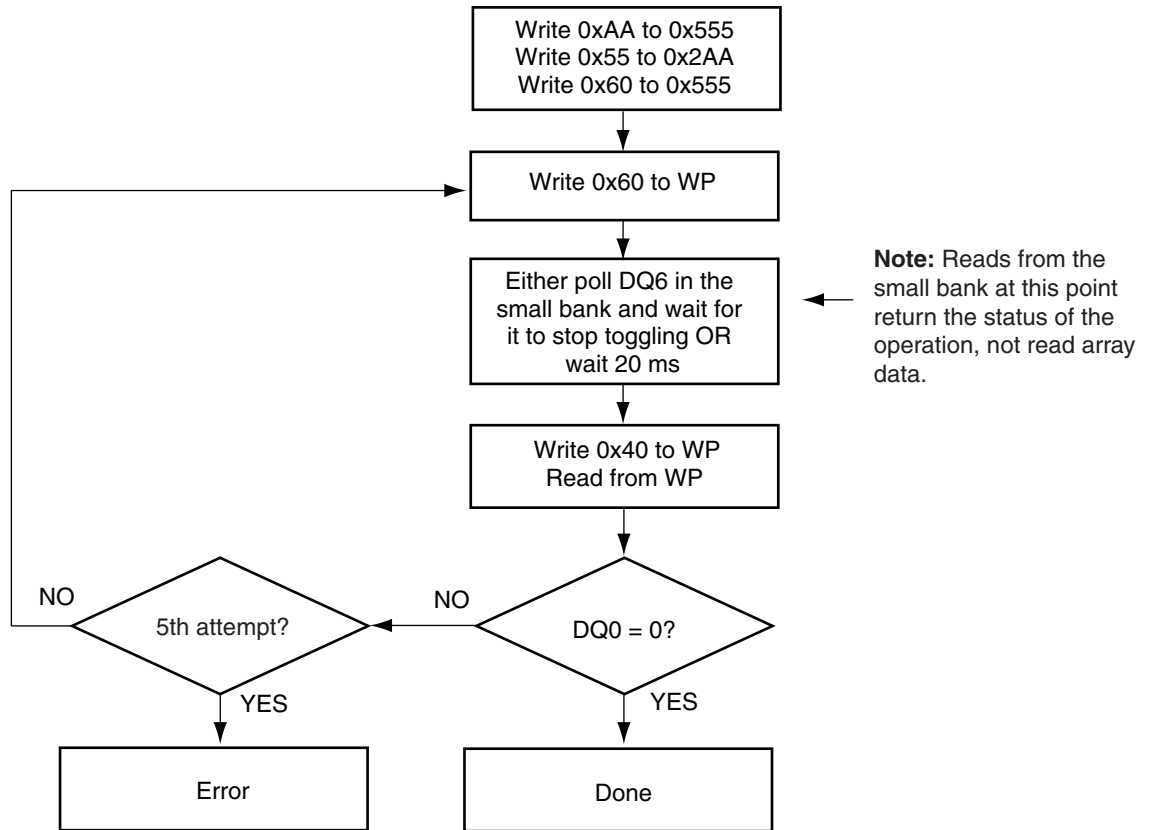 Write 0xAA to 0x555
Write 0x55 to 0x2AA
Write 0x60 to 0x555
Write 0x60 to WP
Either poll DQ6 in the
small bank and wait for
it to stop toggling OR
wait 20 ms
Note: Reads from the
small bank at this point
return the status of the
operation, not read array
data.
Write 0x40 to WP
Read from WP
DQ0 = 0?
NO
5th attempt?
NO
YES
YES
Error
Done